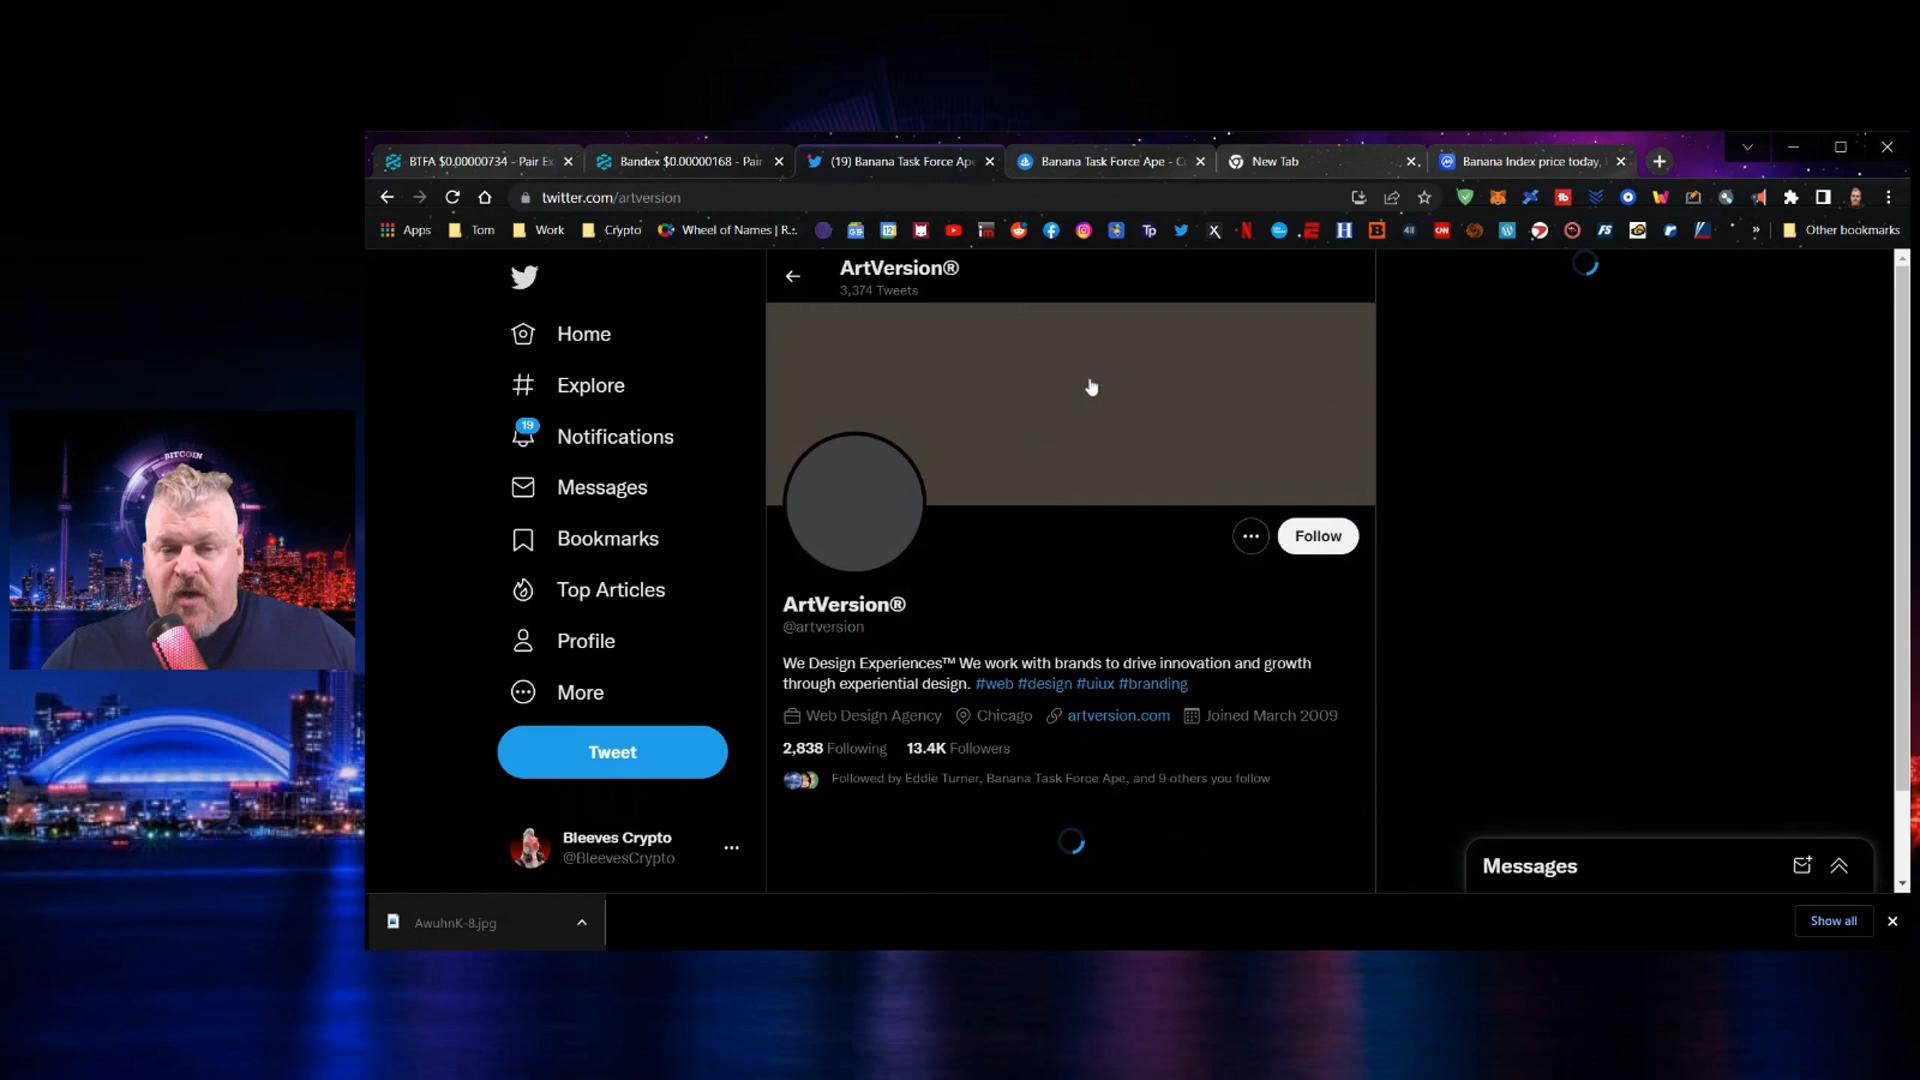 BTFA $0.00000734 - Pair Ex
Bandex $0.00000168 - Pair
(19) Banana Task Force Ape
Banana Task Force Ape - Co
New Tab
Banana Index price today,
twitter.com/artversion
Apps
Tom
Work
Crypto
Wheel of Names | R...
Other bookmarks
ArtVersion®
3,374 Tweets
Home
Explore
19
Notifications
Messages
Bookmarks
Top Articles
Profile
More
Tweet
Bleeves Crypto
@BleevesCrypto
Follow
ArtVersion®
@artversion
We Design Experiences™ We work with brands to drive innovation and growth
through experiential design. #web #design #uiux #branding
Web Design Agency Chicago artversion.com Joined March 2009
2,838 Following 13.4K Followers
Followed by Eddie Turner, Banana Task Force Ape, and 9 others you follow
Messages
AwuhnK-8.jpg
Show all
BITCOIN